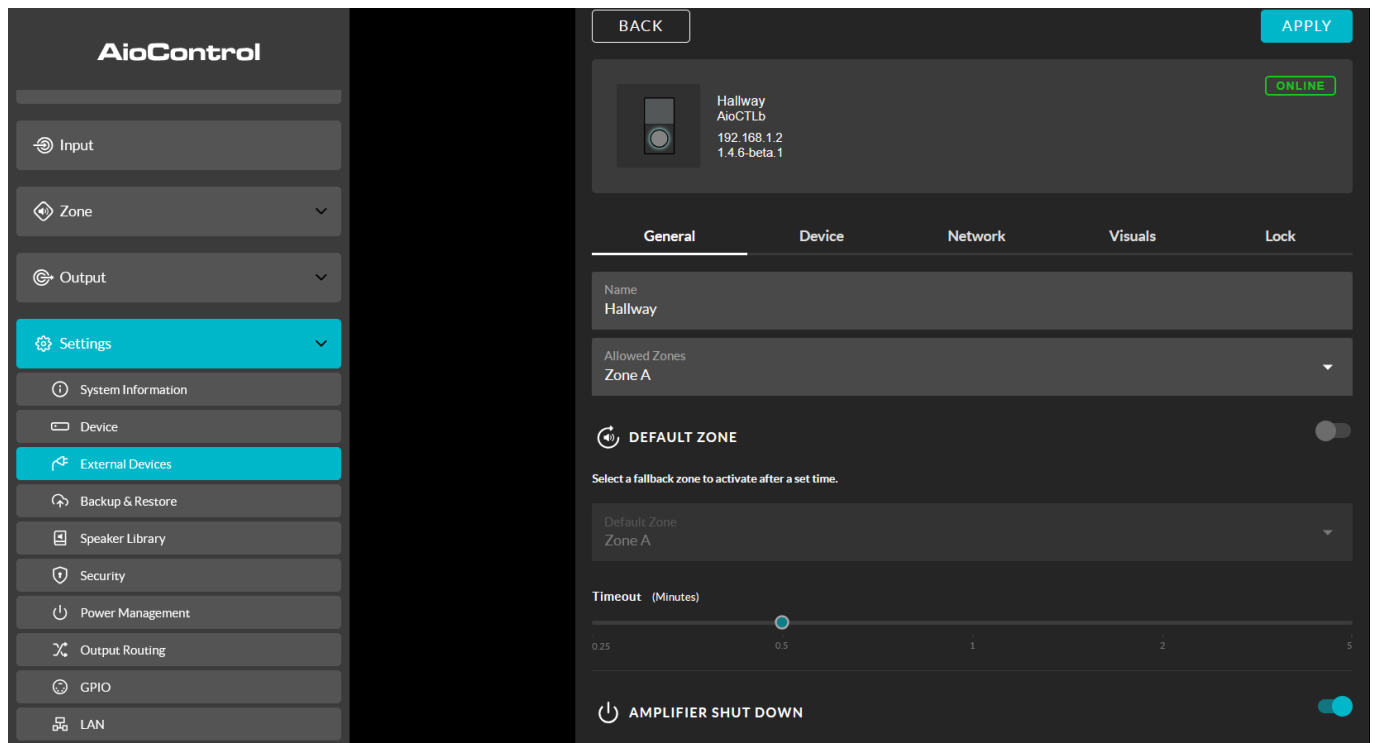 AioControl
Input
Zone
Output
Settings
System Information
Device
External Devices
Backup & Restore
Speaker Library
Security
Power Management
Output Routing
GPIO
LAN
BACK
APPLY
Hallway
AioCTLb
192.168.1.2
1.4.6-beta.1
ONLINE
General Device Network Visuals Lock
Name
Hallway
Allowed Zones
Zone A
DEFAULT ZONE
Select a fallback zone to activate after a set time.
Default Zone
Zone A
Timeout (Minutes)
0.25 0.5 1 2 5
AMPLIFIER SHUT DOWN